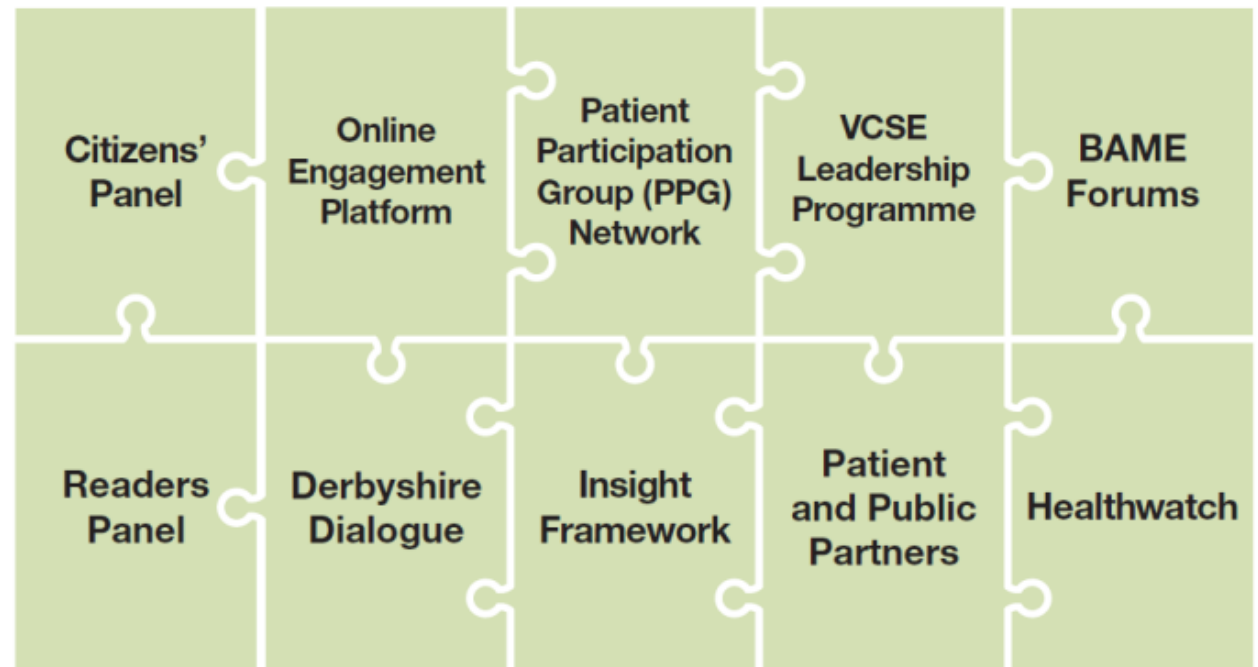 Citizens’
Panel
Online
Engagement
Platform
Patient
Participation
Group (PPG)
Network
VCSE
Leadership
Programme
BAME
Forums
Readers
Panel
Derbyshire
Dialogue
Insight
Framework
Patient
and Public
Partners
Healthwatch